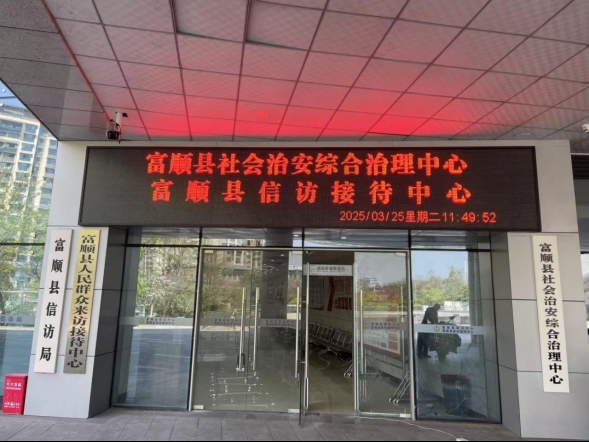 富顺县社会治安综合治理中心
富顺县信访接待中心
2025/03/25星期二11:49:52
富顺县信访局
富顺县人民群众来访接待中心
富顺县社会治安综合治理中心